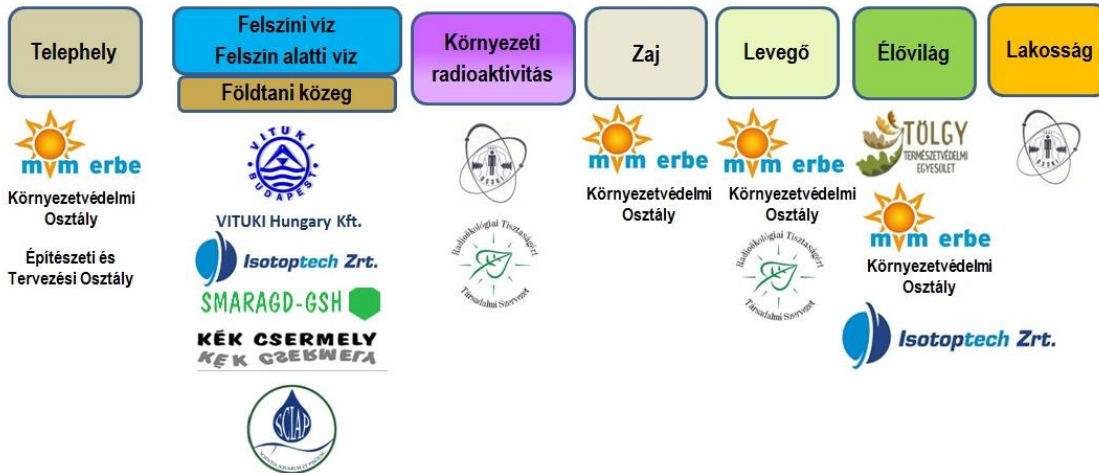 Telephely
mvm erbe
Környezetvédelmi
Osztály
Építészeti és
Tervezési Osztály
Felszíni víz
Felszín alatti víz
Földtani közeg
VITUKI
BUDAPEST
VITUKI Hungary Kft.
Isotoptech Zrt.
SMARAGD-GSH
KÉK CSERMELY
KÉK CSERMELY
SCIAP
Környezeti
radioaktivitás
Radioökológiai Tisztaságért
Társadalmi Szervezet
Zaj
mvm erbe
Környezetvédelmi
Osztály
Levegő
mvm erbe
Környezetvédelmi
Osztály
Radioökológiai Tisztaságért
Társadalmi Szervezet
Élővilág
TÖLGY
TERMÉSZETVÉDELMI
EGYESÜLET
mvm erbe
Környezetvédelmi
Osztály
Isotoptech Zrt.
Lakosság